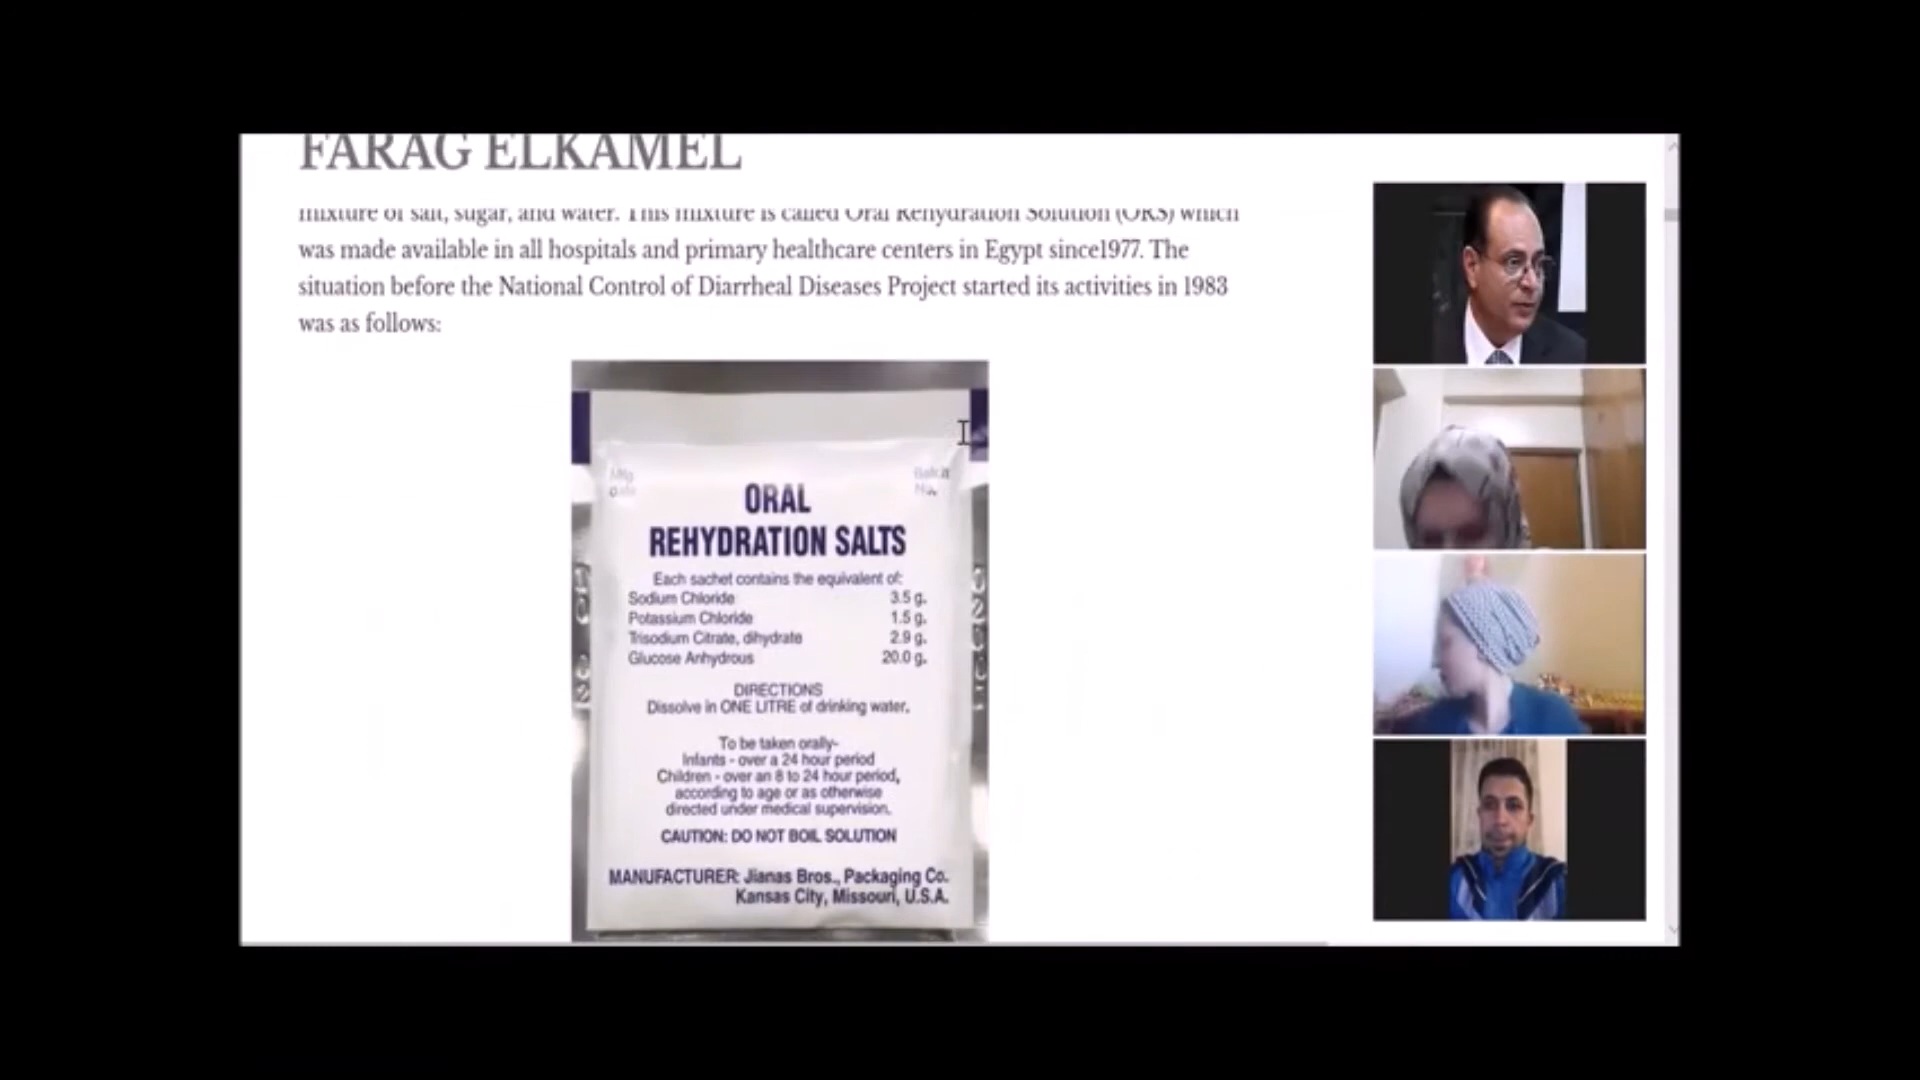 FARAG ELKAMEL
mixture of salt, sugar, and water. This mixture is called Oral Rehydration Solution (ORS) which
was made available in all hospitals and primary healthcare centers in Egypt since1977. The
situation before the National Control of Diarrheal Diseases Project started its activities in 1983
was as follows:
Mfg date
Batch No.
ORAL
REHYDRATION SALTS
Each sachet contains the equivalent of:
Sodium Chloride 3.5 g.
Potassium Chloride 1.5 g.
Trisodium Citrate, dihydrate 2.9 g.
Glucose Anhydrous 20.0 g.
DIRECTIONS
Dissolve in ONE LITRE of drinking water.
To be taken orally-
Infants - over a 24 hour period
Children - over an 8 to 24 hour period,
according to age or as otherwise
directed under medical supervision.
CAUTION: DO NOT BOIL SOLUTION
MANUFACTURER: Jianas Bros., Packaging Co.
Kansas City, Missouri, U.S.A.